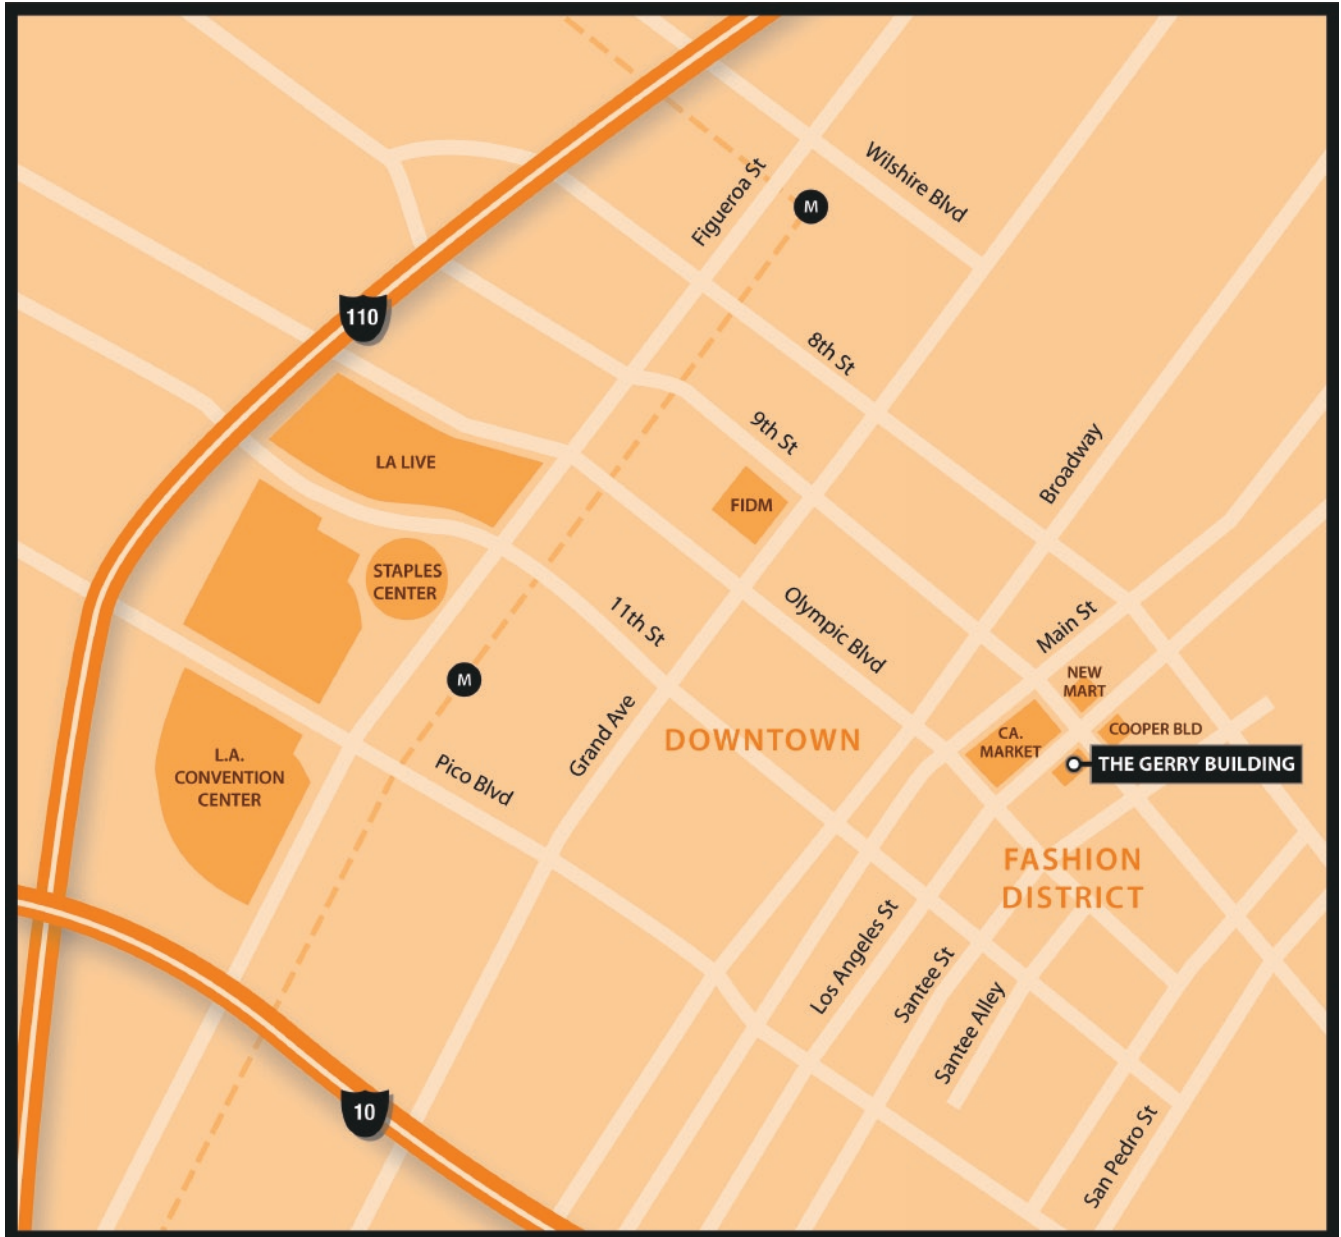 Wilshire Blvd
Figueroa St
M
110
8th St
9th St
Broadway
LA LIVE
FIDM
STAPLES
CENTER
11th St
Olympic Blvd
Main St
NEW
MART
M
Grand Ave
DOWNTOWN
CA.
MARKET
COOPER BLD
THE GERRY BUILDING
L.A.
CONVENTION
CENTER
Pico Blvd
FASHION
DISTRICT
Los Angeles St
Santee St
Santee Alley
10
San Pedro St